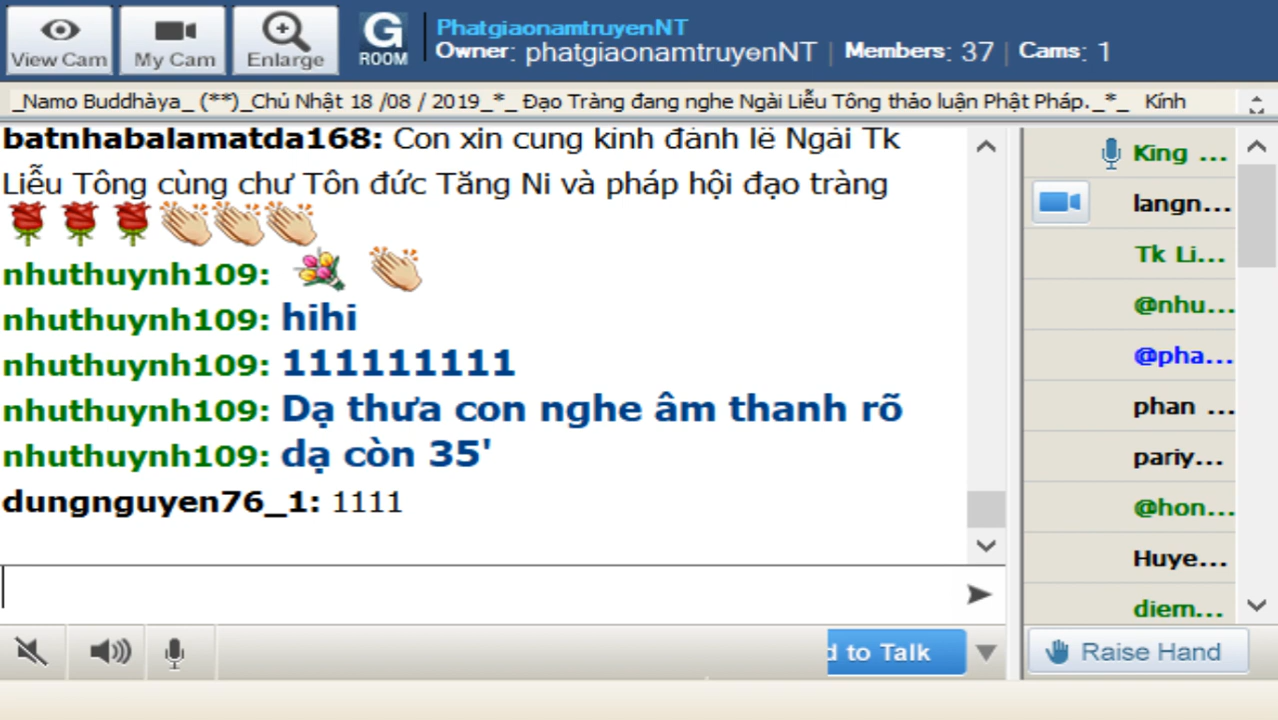 View Cam
My Cam
Enlarge
G
ROOM
PhatgiaonamtruyenNT
Owner: phatgiaonamtruyenNT | Members: 37 | Cams: 1
_Namo Buddhàya_ (**)_Chủ Nhật 18 /08 / 2019_*_ Đạo Tràng đang nghe Ngài Liễu Tông thảo luận Phật Pháp._*_ Kính
batnhabalamatda168: Con xin cung kính đảnh lễ Ngài Tk
Liễu Tông cùng chư Tôn đức Tăng Ni và pháp hội đạo tràng
nhuthuynh109:
nhuthuynh109: hihi
nhuthuynh109: 111111111
nhuthuynh109: Dạ thưa con nghe âm thanh rõ
nhuthuynh109: dạ còn 35'
dungnguyen76_1: 1111
King ...
langn...
Tk Li...
@nhu...
@pha...
phan ...
pariy...
@hon...
Huye...
diem...
d to Talk
Raise Hand